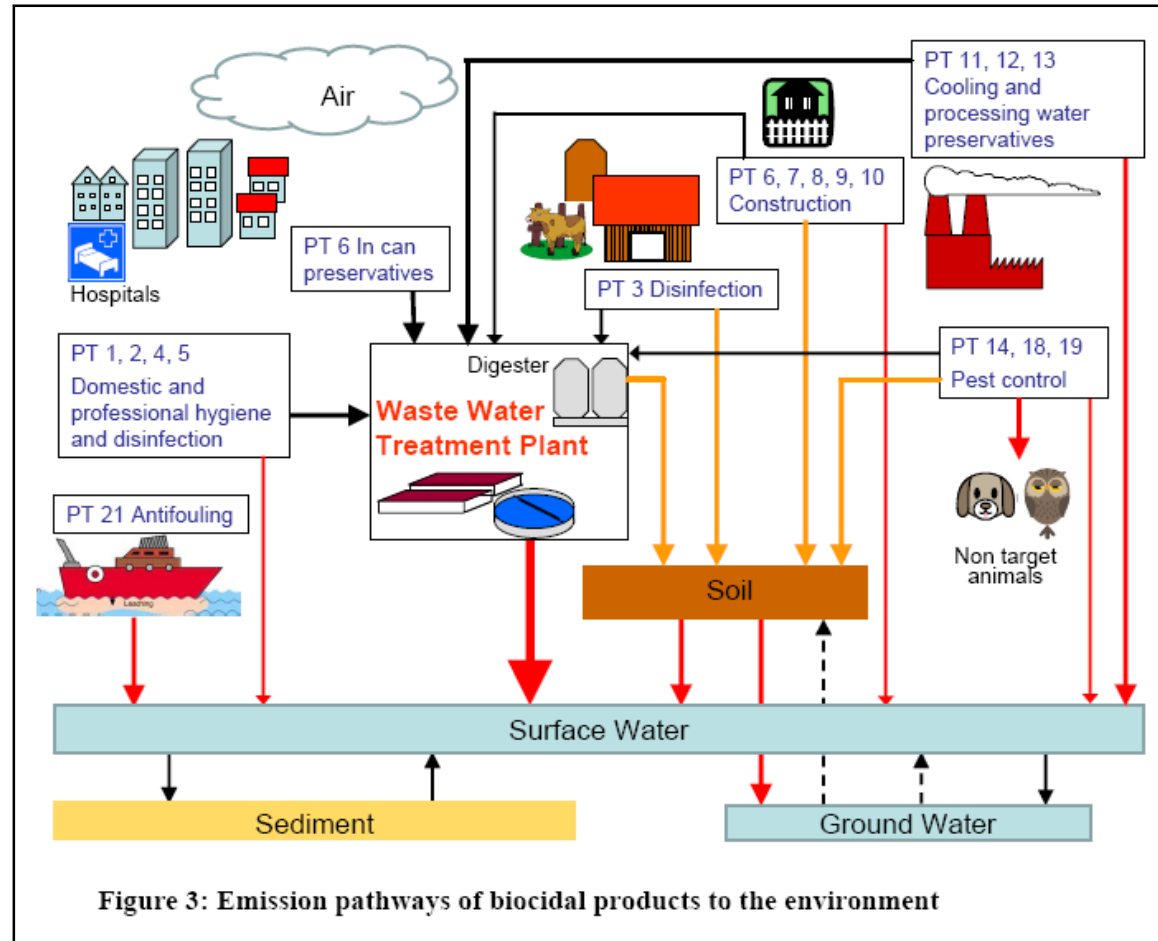 Air
PT 11, 12, 13
Cooling and
processing water
preservatives
PT 6, 7, 8, 9, 10
Construction
PT 6 In can
preservatives
Hospitals
PT 3 Disinfection
PT 1, 2, 4, 5
Domestic and
professional hygiene
and disinfection
Digester
Waste Water
Treatment Plant
PT 14, 18, 19
Pest control
PT 21 Antifouling
Leaching
Non target
animals
Soil
Surface Water
Sediment
Ground Water
Figure 3: Emission pathways of biocidal products to the environment